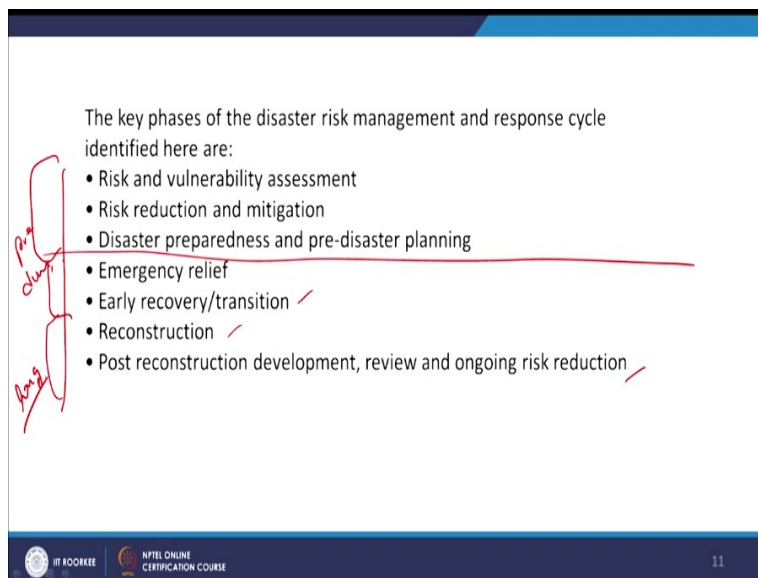 The key phases of the disaster risk management and response cycle
identified here are:
• Risk and vulnerability assessment
• Risk reduction and mitigation
• Disaster preparedness and pre-disaster planning
• Emergency relief
• Early recovery/transition
• Reconstruction
• Post reconstruction development, review and ongoing risk reduction
Pre
long
IIT ROORKEE
NPTEL ONLINE
CERTIFICATION COURSE
11